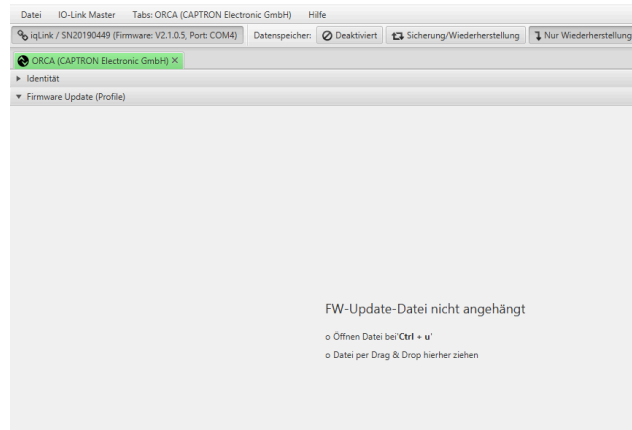 Datei IO-Link Master Tabs: ORCA (CAPTRON Electronic GmbH) Hilfe
iqLink / SN20190449 (Firmware: V2.1.0.5, Port: COM4) Datenspeicher: Deaktiviert Sicherung/Wiederherstellung Nur Wiederherstellung
ORCA (CAPTRON Electronic GmbH) ×
Identität
Firmware Update (Profile)
FW-Update-Datei nicht angehängt
o Öffnen Datei bei'Ctrl + u'
o Datei per Drag & Drop hierher ziehen